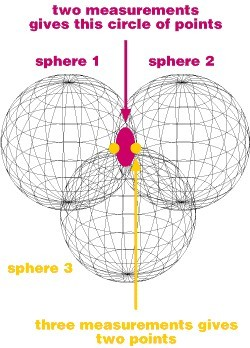 two measurements
gives this circle of points
sphere 1
sphere 2
sphere 3
three measurements gives
two points